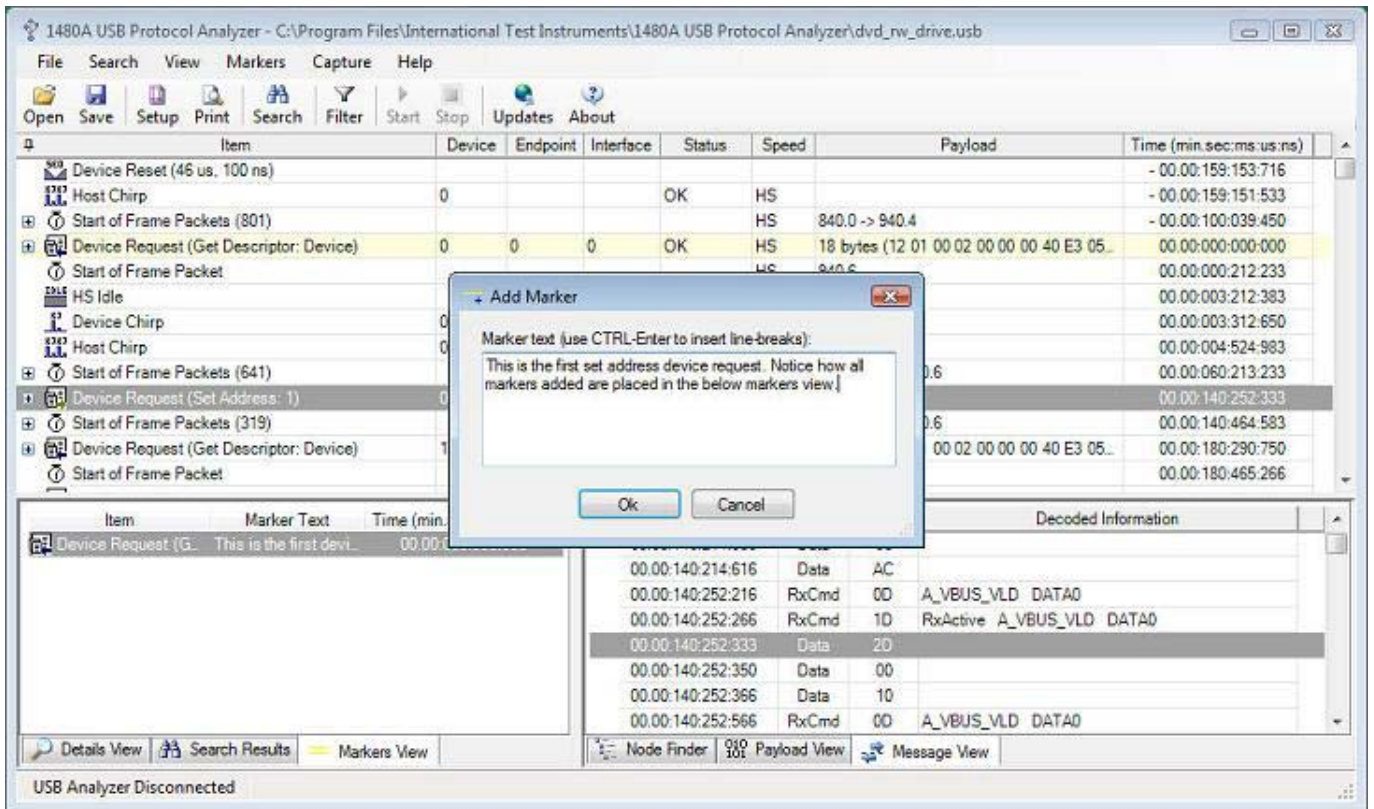 1480A USB Protocol Analyzer - C:\Program Files\International Test Instruments\1480A USB Protocol Analyzer\dvd_rw_drive.usb
File Search View Markers Capture Help
Open Save Setup Print Search Filter Start Stop Updates About
Item Device Endpoint Interface Status Speed Payload Time (min.sec:ms:us:ns)
Device Reset (46 us. 100 ns) - 00.00:159:153:716
Host Chirp 0 OK HS - 00.00:159:151:533
Start of Frame Packets (801) HS 840.0 -> 940.4 - 00.00:100:039:450
Device Request (Get Descriptor: Device) 0 0 0 OK HS 18 bytes (12 01 00 02 00 00 00 40 E3 05... 00.00:000:000:000
Start of Frame Packet HS 940.6 00.00:000:212:233
IDLE HS Idle 00.00:003:212:383
Device Chirp 0 00.00:003:312:650
Host Chirp 0 00.00:004:524:983
Start of Frame Packets (641) 0.6 00.00:060:213:233
Device Request (Set Address: 1) 0 00.00:140:252:333
Start of Frame Packets (319) 0.6 00.00:140:464:583
Device Request (Get Descriptor: Device) 1 00 02 00 00 00 40 E3 05... 00.00:180:290:750
Start of Frame Packet 00.00:180:465:266
Add Marker
Marker text (use CTRL-Enter to insert line-breaks):
This is the first set address device request. Notice how all
markers added are placed in the below markers view.
Ok Cancel
Item Marker Text Time (min.
Device Request (G... This is the first devi... 00.00:
Decoded Information
00.00:140:214:616 Data AC
00.00:140:252:216 RxCmd 0D A_VBUS_VLD DATA0
00.00:140:252:266 RxCmd 1D RxActive A_VBUS_VLD DATA0
00.00:140:252:333 Data 2D
00.00:140:252:350 Data 00
00.00:140:252:366 Data 10
00.00:140:252:566 RxCmd 0D A_VBUS_VLD DATA0
Details View Search Results Markers View
Node Finder Payload View Message View
USB Analyzer Disconnected